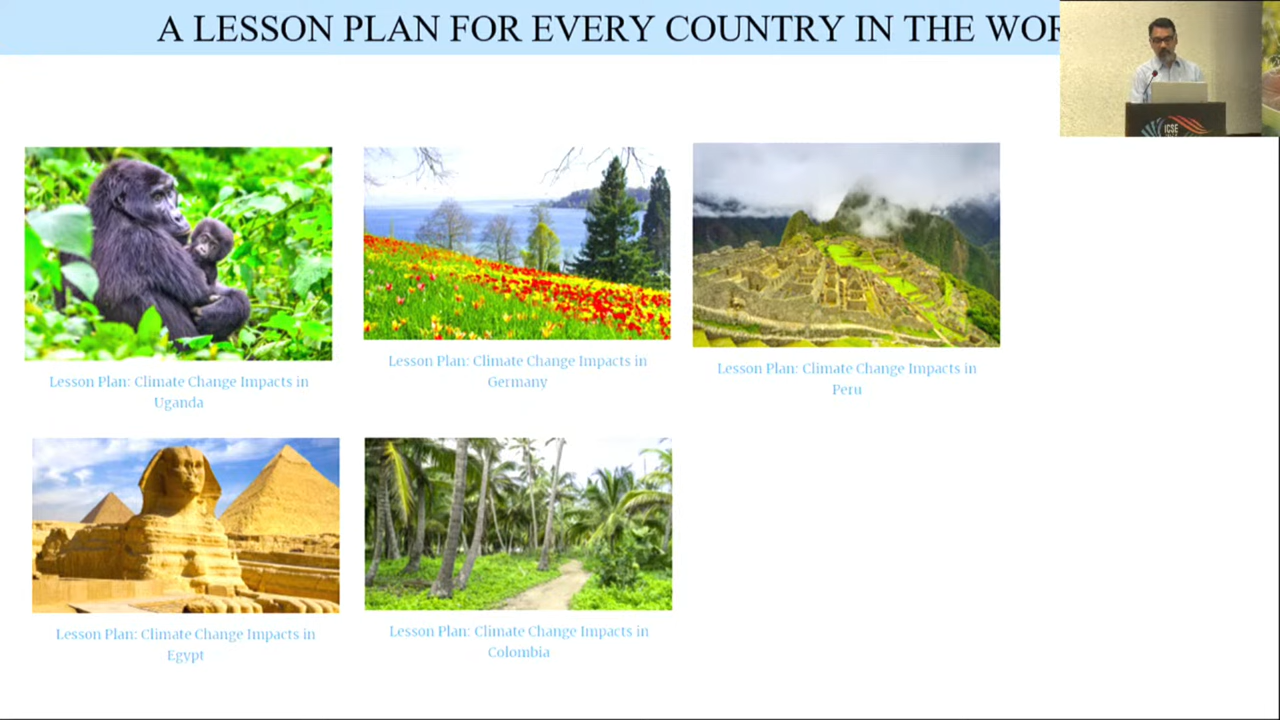 A LESSON PLAN FOR EVERY COUNTRY IN THE
Lesson Plan: Climate Change Impacts in
Uganda
Lesson Plan: Climate Change Impacts in
Germany
Lesson Plan: Climate Change Impacts in
Peru
Lesson Plan: Climate Change Impacts in
Egypt
Lesson Plan: Climate Change Impacts in
Colombia
ICSE